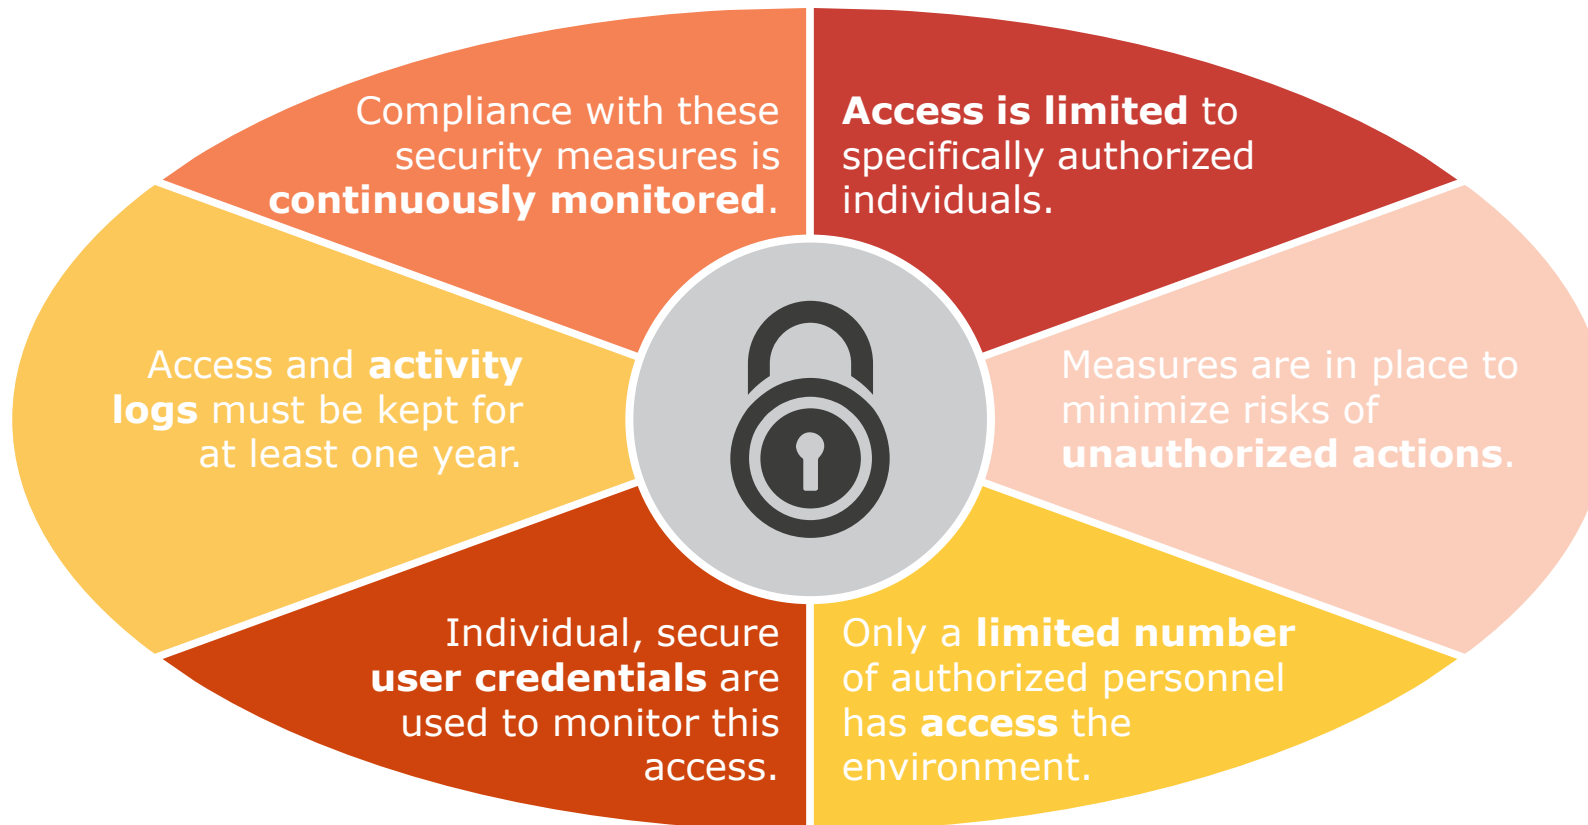 Compliance with these
security measures is
continuously monitored.
Access is limited to
specifically authorized
individuals.
Access and activity
logs must be kept for
at least one year.
Measures are in place to
minimize risks of
unauthorized actions.
Individual, secure
user credentials are
used to monitor this
access.
Only a limited number
of authorized personnel
has access the
environment.